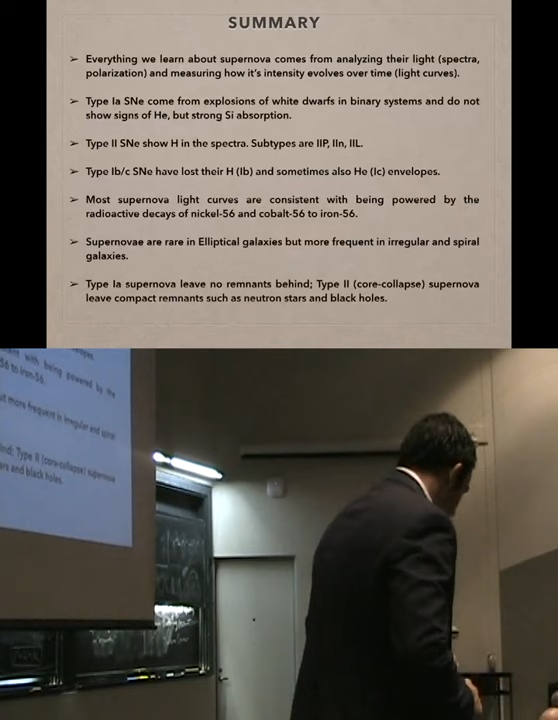 SUMMARY
➢ Everything we learn about supernova comes from analyzing their light (spectra,
polarization) and measuring how it's intensity evolves over time (light curves).
➢ Type Ia SNe come from explosions of white dwarfs in binary systems and do not
show signs of He, but strong Si absorption.
➢ Type II SNe show H in the spectra. Subtypes are IIP, IIn, IIL.
➢ Type Ib/c SNe have lost their H (Ib) and sometimes also He (Ic) envelopes.
➢ Most supernova light curves are consistent with being powered by the
radioactive decays of nickel-56 and cobalt-56 to iron-56.
➢ Supernovae are rare in Elliptical galaxies but more frequent in irregular and spiral
galaxies.
➢ Type Ia supernova leave no remnants behind; Type II (core-collapse) supernova
leave compact remnants such as neutron stars and black holes.
envelopes.
with being powered by the
56 to iron-56.
ut more frequent in irregular and spiral
ind; Type II (core-collapse) supernova
ars and black holes.